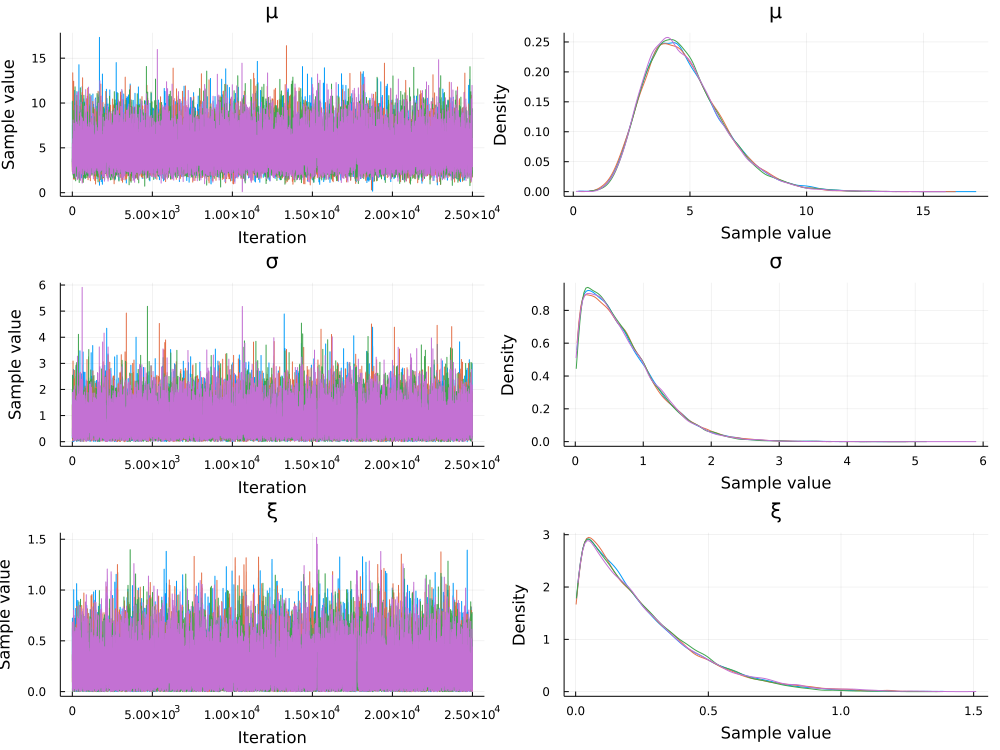 μ
Sample value
15
10
5
0
0 5.00×10³ 1.00×10⁴ 1.50×10⁴ 2.00×10⁴ 2.50×10⁴
Iteration
μ
Density
0.25
0.20
0.15
0.10
0.05
0.00
0 5 10 15
Sample value
σ
Sample value
6
5
4
3
2
1
0
0 5.00×10³ 1.00×10⁴ 1.50×10⁴ 2.00×10⁴ 2.50×10⁴
Iteration
σ
Density
0.8
0.6
0.4
0.2
0.0
0 1 2 3 4 5 6
Sample value
ξ
Sample value
1.5
1.0
0.5
0.0
0 5.00×10³ 1.00×10⁴ 1.50×10⁴ 2.00×10⁴ 2.50×10⁴
Iteration
ξ
Density
3
2
1
0
0.0 0.5 1.0 1.5
Sample value